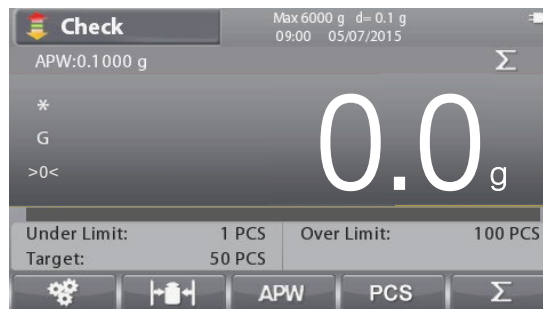 Check
Max 6000 g d= 0.1 g
09:00 05/07/2015
APW:0.1000 g
Σ
*
G
>0<
0.0 g
Under Limit: 1 PCS Over Limit: 100 PCS
Target: 50 PCS
APW PCS Σ